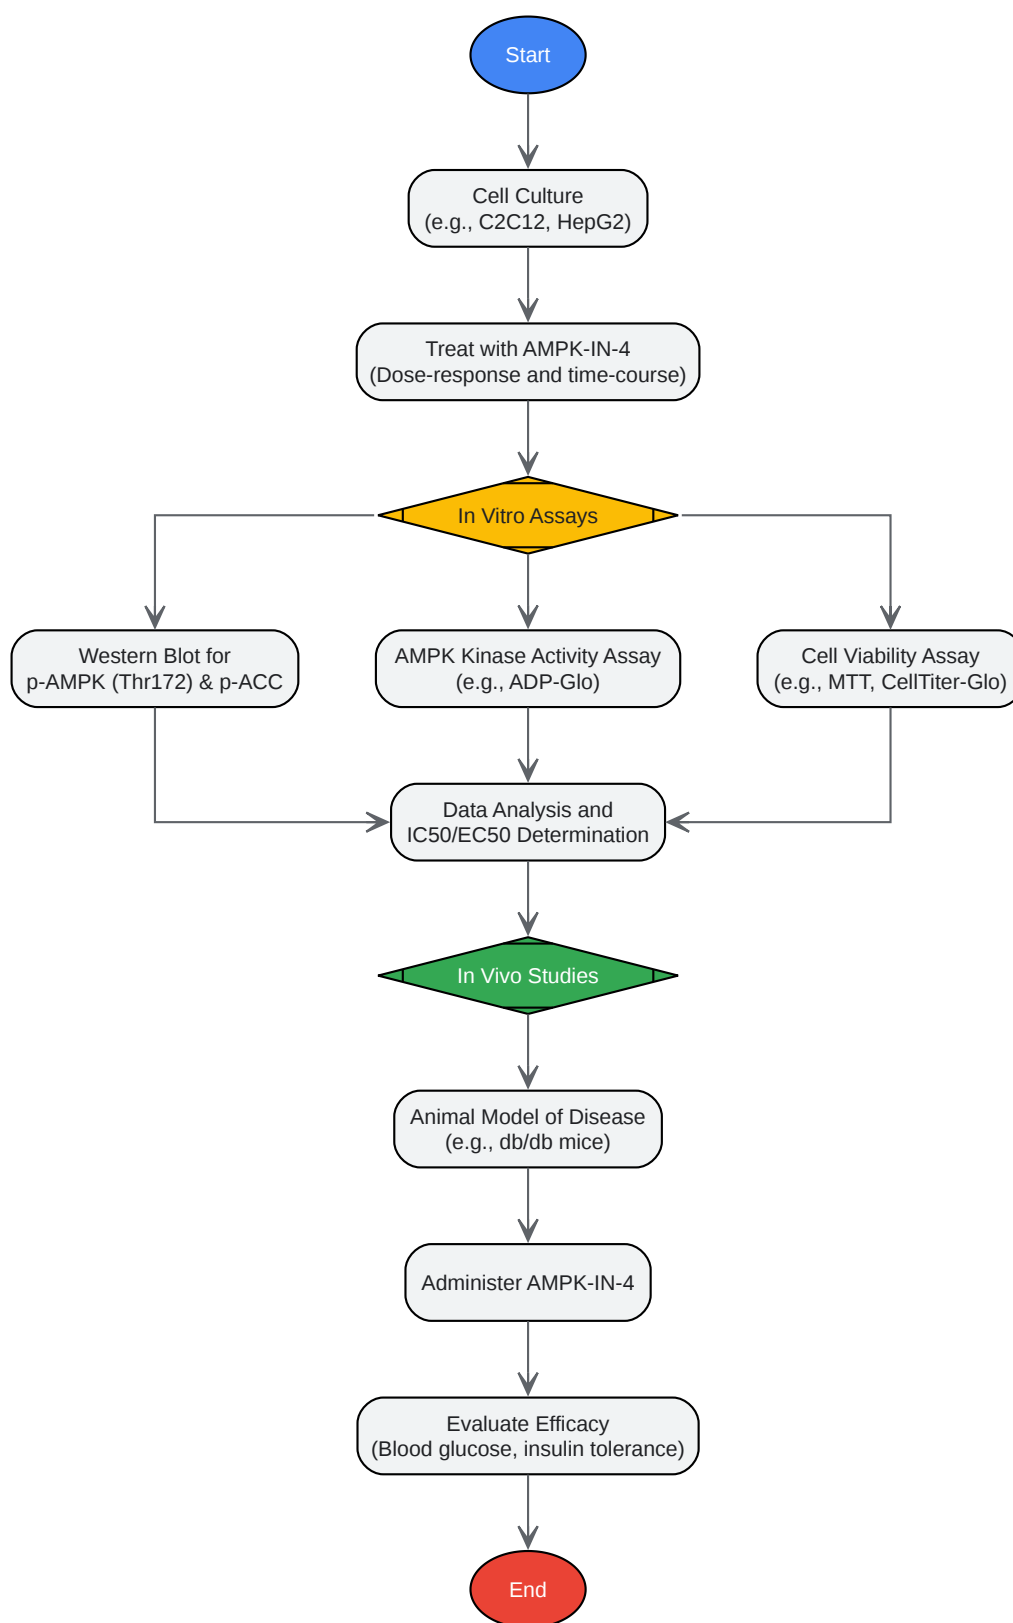 Start
Cell Culture
(e.g., C2C12, HepG2)
Treat with AMPK-IN-4
(Dose-response and time-course)
In Vitro Assays
Western Blot for
p-AMPK (Thr172) & p-ACC
AMPK Kinase Activity Assay
(e.g., ADP-Glo)
Cell Viability Assay
(e.g., MTT, CellTiter-Glo)
Data Analysis and
IC50/EC50 Determination
In Vivo Studies
Animal Model of Disease
(e.g., db/db mice)
Administer AMPK-IN-4
Evaluate Efficacy
(Blood glucose, insulin tolerance)
End